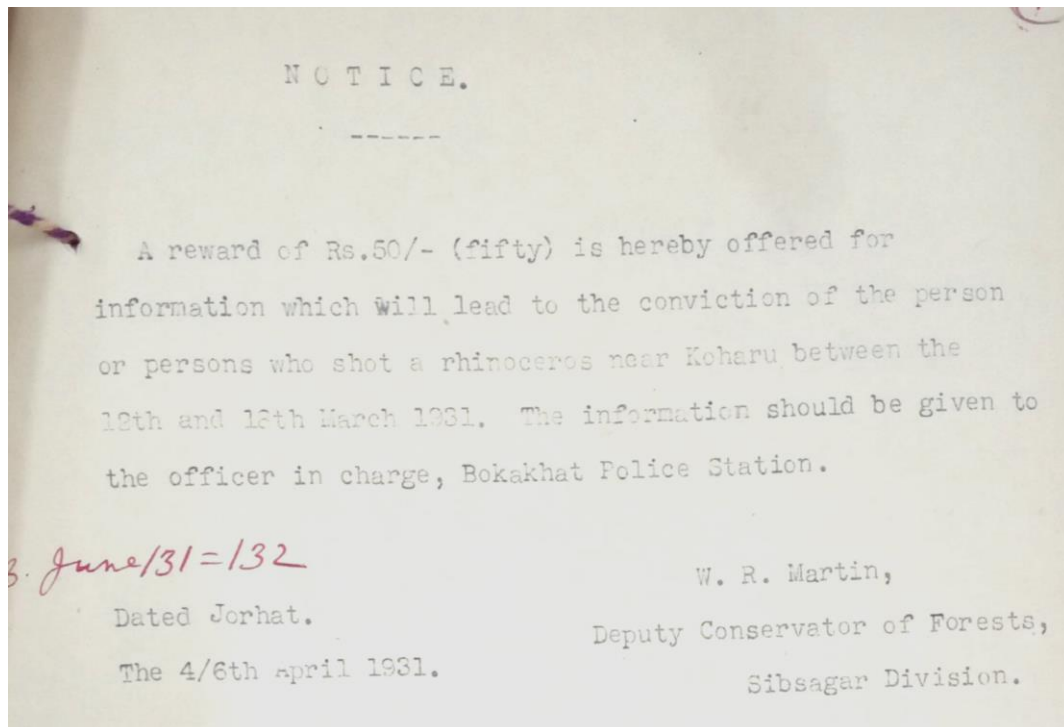 NOTICE.
------
A reward of Rs.50/- (fifty) is hereby offered for
information which will lead to the conviction of the person
or persons who shot a rhinoceros near Koharu between the
12th and March 1931. The information should be given to
the officer in charge, Bokakhat Police Station.
June/31=132
W. R. Martin,
Dated Jorhat.
Deputy Conservator of Forests,
The 4/6th April 1931.
Sibsagar Division.